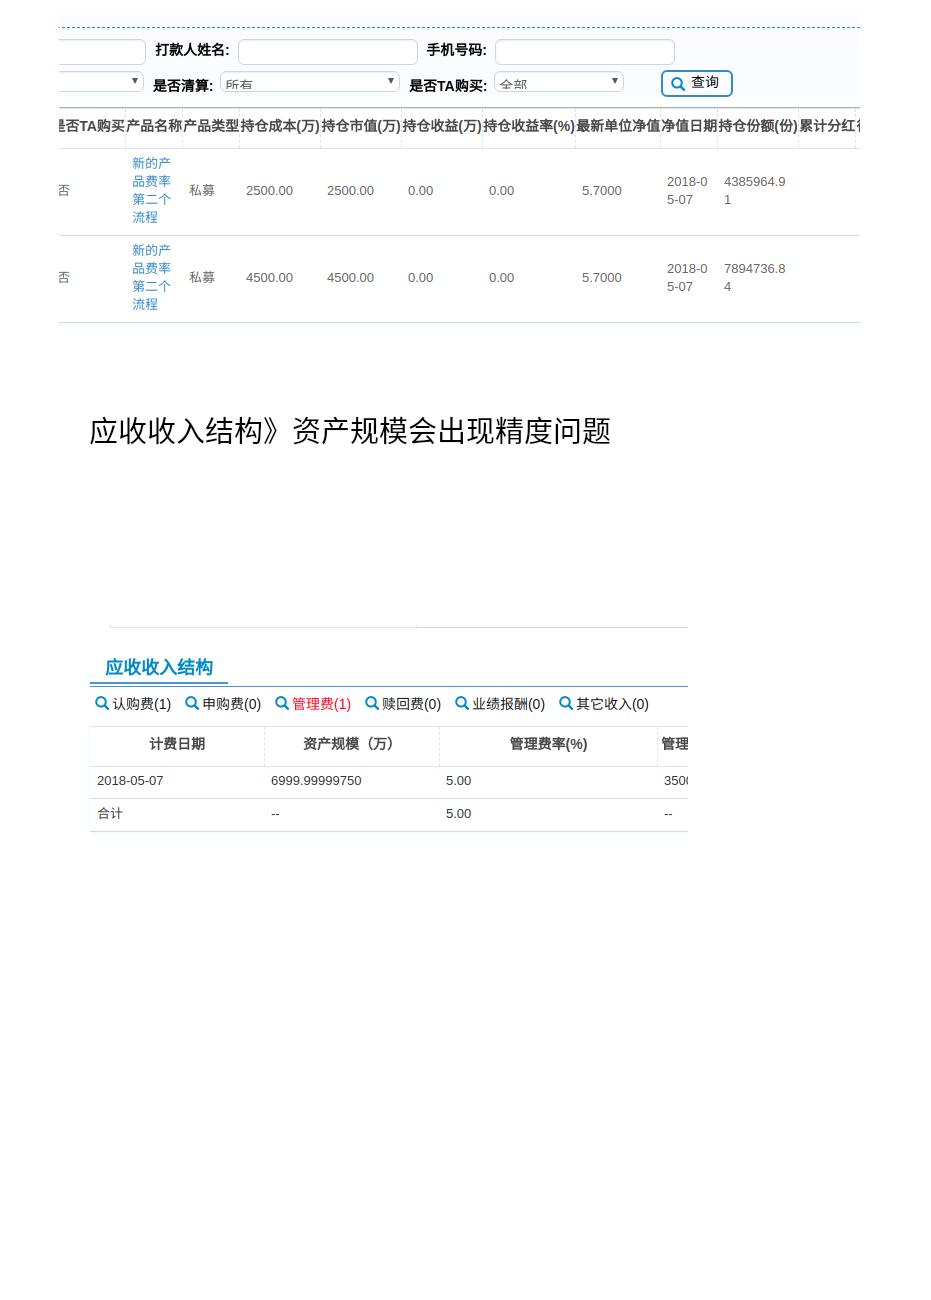 打款人姓名: 手机号码:
是否清算: 所有 是否TA购买: 全部 查询
是否TA购买 产品名称 产品类型 持仓成本(万) 持仓市值(万) 持仓收益(万) 持仓收益率(%) 最新单位净值 净值日期 持仓份额(份) 累计分红
新的产
品费率
否 第二个 私募 2500.00 2500.00 0.00 0.00 5.7000 2018-0 4385964.9
流程 5-07 1
新的产
品费率
否 第二个 私募 4500.00 4500.00 0.00 0.00 5.7000 2018-0 7894736.8
流程 5-07 4
应收收入结构》资产规模会出现精度问题
应收收入结构
认购费(1) 申购费(0) 管理费(1) 赎回费(0) 业绩报酬(0) 其它收入(0)
计费日期 资产规模（万） 管理费率(%) 管理
2018-05-07 6999.99999750 5.00 3500
合计 -- 5.00 --